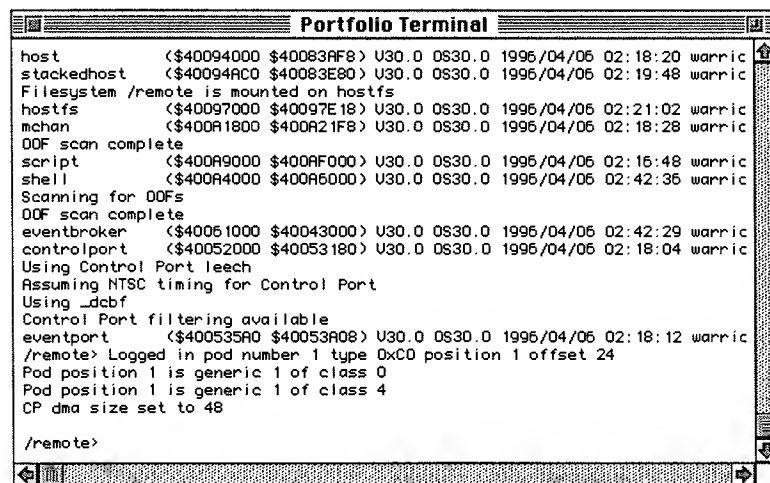 Portfolio Terminal
host ($40094000 $40083AF8) V30.0 OS30.0 1996/04/06 02:18:20 warric
stackedhost ($40094AC0 $40083E80) V30.0 OS30.0 1996/04/06 02:19:48 warric
Filesystem /remote is mounted on hostfs
hostfs ($40097000 $40097E18) V30.0 OS30.0 1996/04/06 02:21:02 warric
mchan ($400A1800 $400A21F8) V30.0 OS30.0 1996/04/06 02:18:28 warric
OOF scan complete
script ($400A9000 $400AF000) V30.0 OS30.0 1996/04/06 02:16:48 warric
shell ($400A4000 $400A6000) V30.0 OS30.0 1996/04/06 02:42:36 warric
Scanning for OOFs
OOF scan complete
eventbroker ($40061000 $40043000) V30.0 OS30.0 1996/04/06 02:42:29 warric
controlport ($40052000 $40053180) V30.0 OS30.0 1996/04/06 02:18:04 warric
Using Control Port leech
Assuming NTSC timing for Control Port
Using _dcbf
Control Port filtering available
eventport ($400535A0 $40053A08) V30.0 OS30.0 1996/04/06 02:18:12 warric
/remote> Logged in pod number 1 type 0xC0 position 1 offset 24
Pod position 1 is generic 1 of class 0
Pod position 1 is generic 1 of class 4
CP dma size set to 48
/remote>